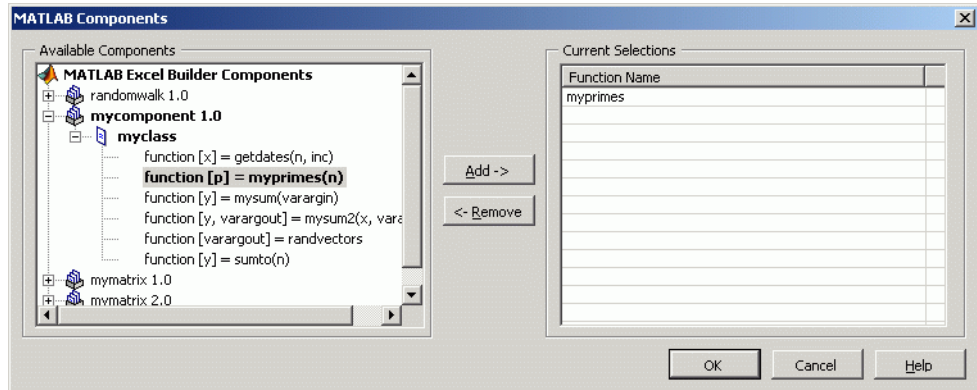 MATLAB Components
Available Components
MATLAB Excel Builder Components
randomwalk 1.0
mycomponent 1.0
myclass
function [x] = getdates(n, inc)
function [p] = myprimes(n)
function [y] = mysum(varargin)
function [y, varargout] = mysum2(x, vara
function [varargout] = randvectors
function [y] = sumto(n)
mymatrix 1.0
mymatrix 2.0
Add ->
<- Remove
Current Selections
Function Name
myprimes
OK
Cancel
Help